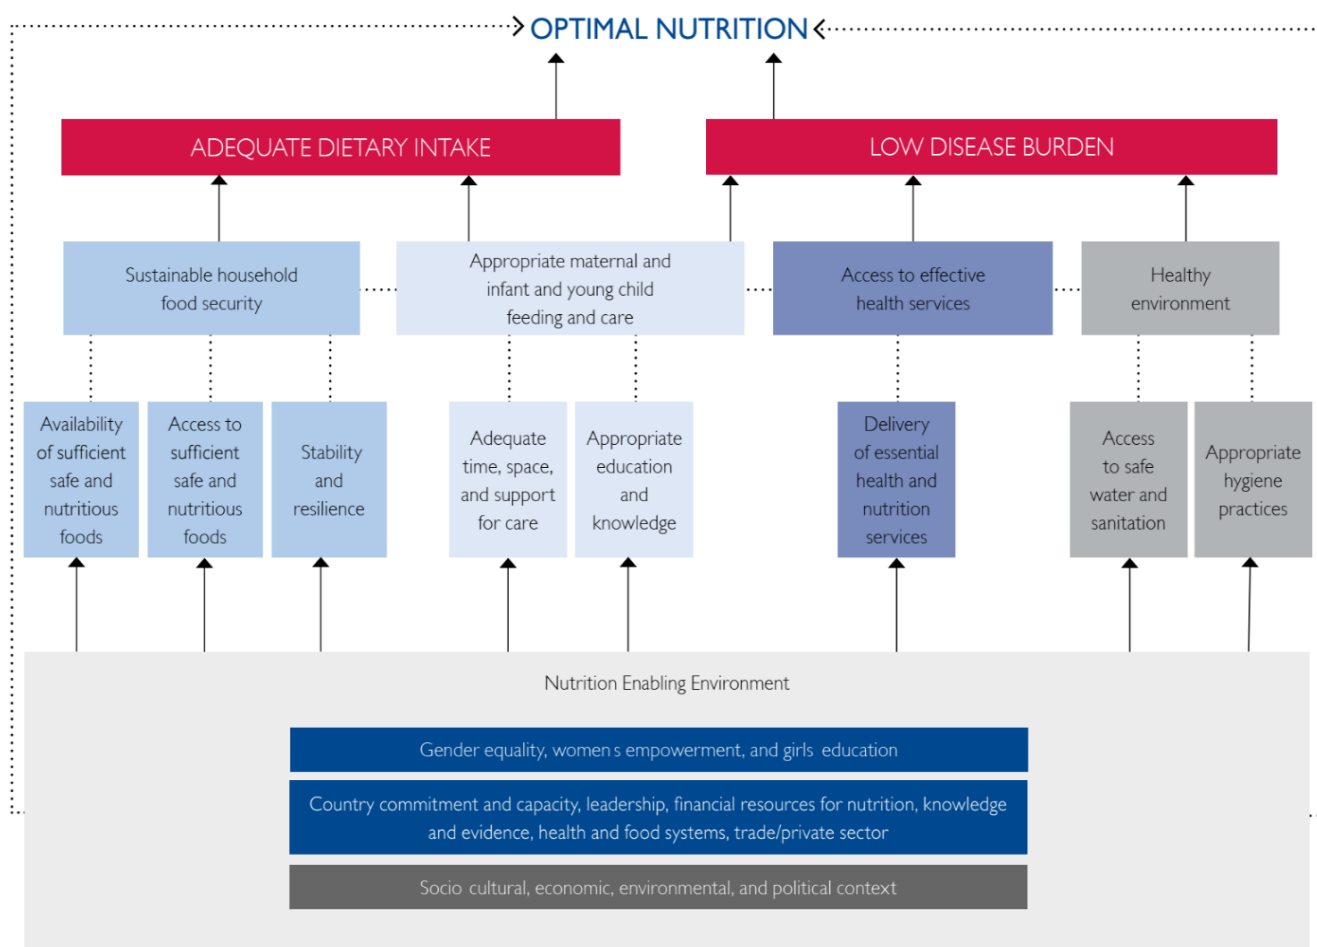 OPTIMAL NUTRITION
ADEQUATE DIETARY INTAKE
LOW DISEASE BURDEN
Sustainable household
food security
Appropriate maternal and
infant and young child
feeding and care
Access to effective
health services
Healthy
environment
Availability
of sufficient
safe and
nutritious
foods
Access to
sufficient
safe and
nutritious
foods
Stability
and
resilience
Adequate
time, space,
and support
for care
Appropriate
education
and
knowledge
Delivery
of essential
health and
nutrition
services
Access
to safe
water and
sanitation
Appropriate
hygiene
practices
Nutrition Enabling Environment
Gender equality, women s empowerment, and girls education
Country commitment and capacity, leadership, financial resources for nutrition, knowledge
and evidence, health and food systems, trade/private sector
Socio cultural, economic, environmental, and political context